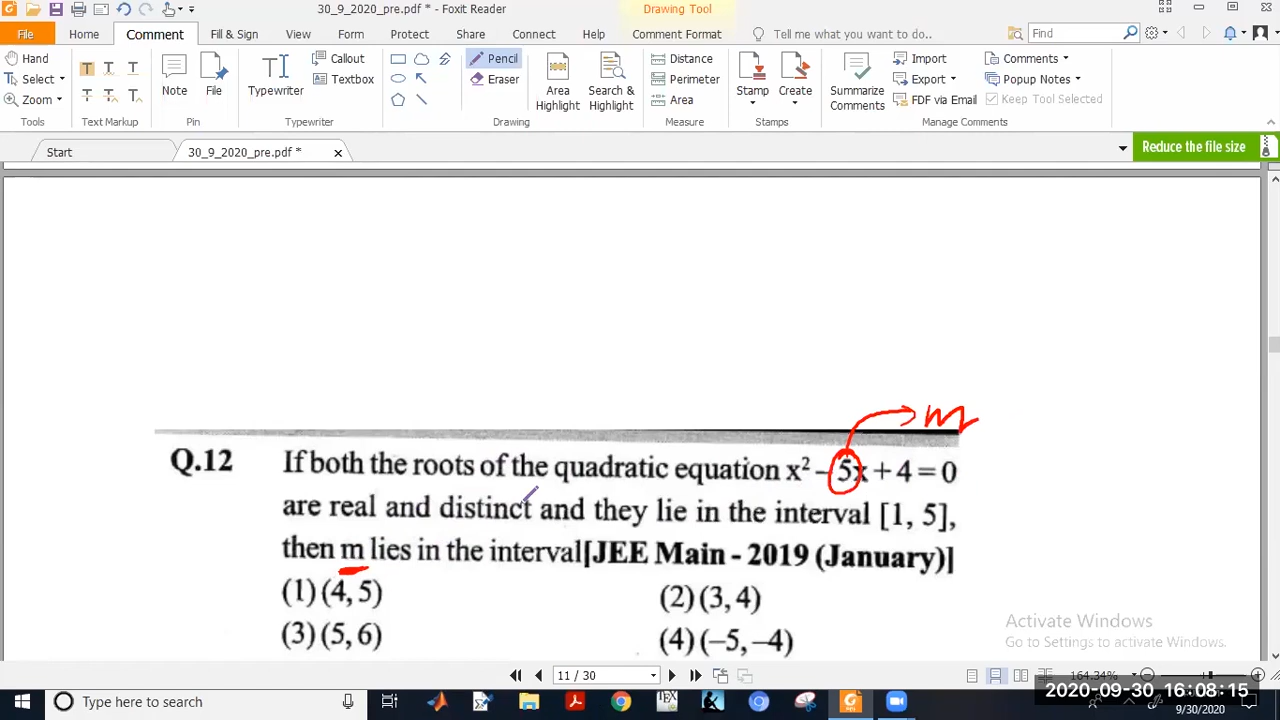 30_9_2020_pre.pdf * - Foxit Reader
Drawing Tool
File Home Comment Fill & Sign View Form Protect Share Connect Help Comment Format Tell me what you want to do.. Find
Hand
Select
Zoom
Tools
Text Markup
Note
File
Pin
Typewriter
Callout
Textbox
Typewriter
Pencil
Eraser
Drawing
Area Highlight
Search & Highlight
Distance
Perimeter
Area
Measure
Stamp
Create
Stamps
Summarize Comments
Import
Export
FDF via Email
Comments
Popup Notes
Keep Tool Selected
Manage Comments
Start
30_9_2020_pre.pdf *
Reduce the file size
m
Q.12 If both the roots of the quadratic equation x² – 5x + 4 = 0
are real and distinct and they lie in the interval [1, 5],
then m lies in the interval[JEE Main - 2019 (January)]
(1) (4, 5) (2) (3, 4)
(3) (5, 6) (4) (–5, –4)
Activate Windows
Go to Settings to activate Windows.
11 / 30
164.34%
Type here to search
2020-09-30 16:08:15
9/30/2020